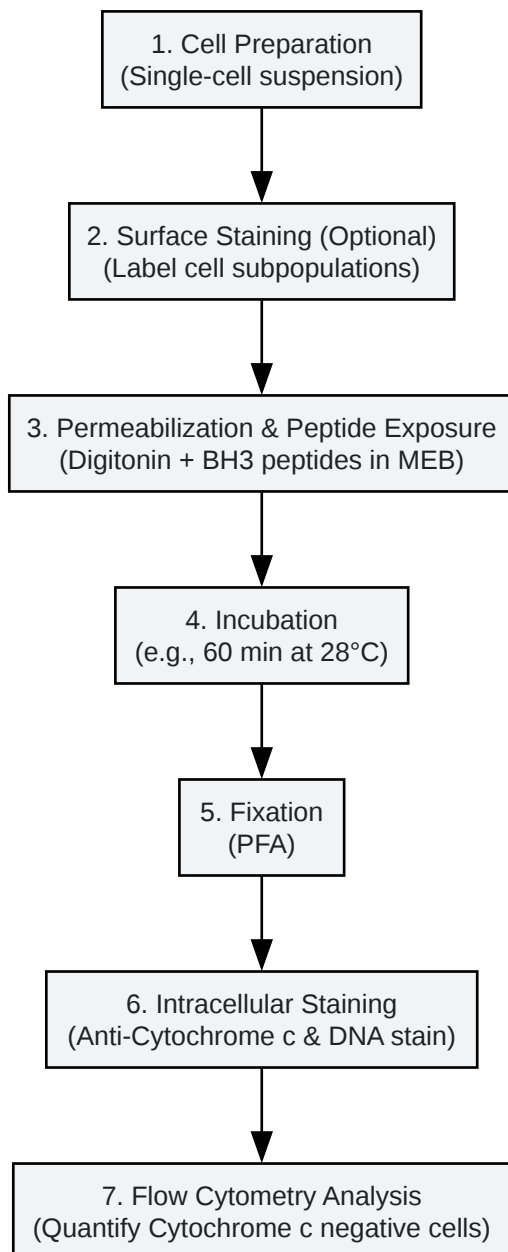 1. Cell Preparation
(Single-cell suspension)
2. Surface Staining (Optional)
(Label cell subpopulations)
3. Permeabilization & Peptide Exposure
(Digitonin + BH3 peptides in MEB)
4. Incubation
(e.g., 60 min at 28°C)
5. Fixation
(PFA)
6. Intracellular Staining
(Anti-Cytochrome c & DNA stain)
7. Flow Cytometry Analysis
(Quantify Cytochrome c negative cells)